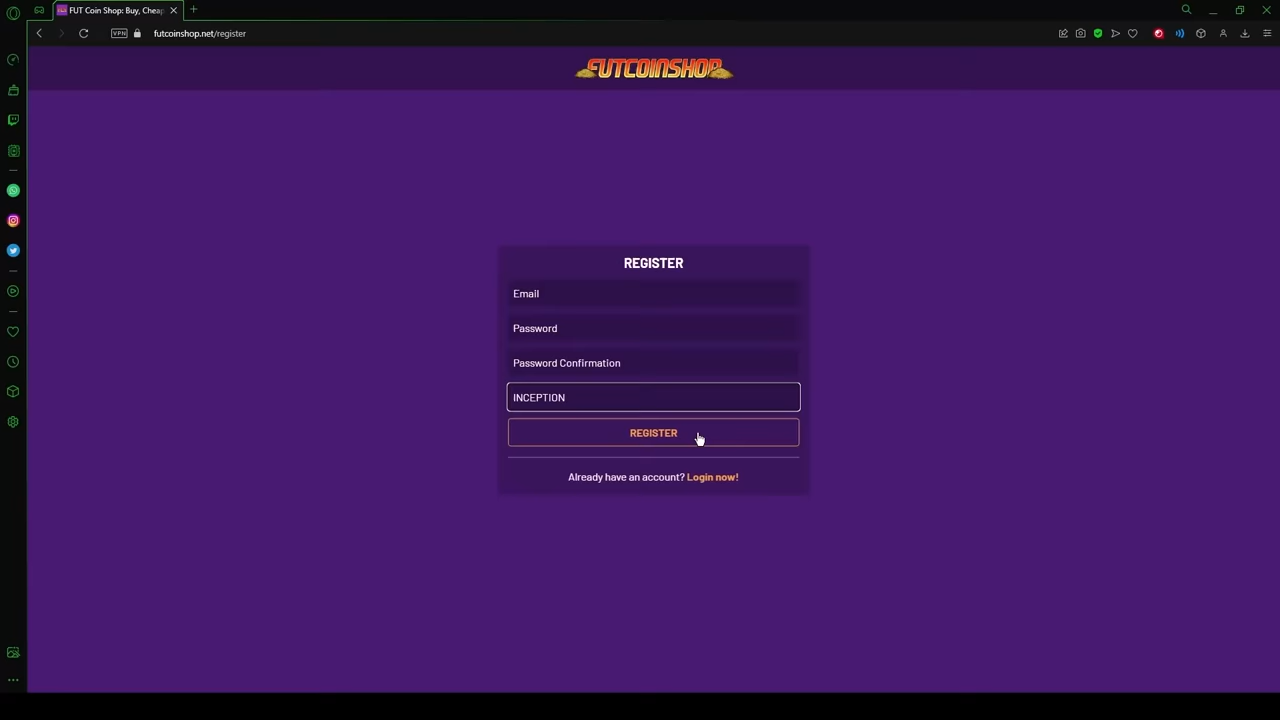 FUT Coin Shop: Buy, Cheap
VPN
futcoinshop.net/register
FUTCOINSHOP
REGISTER
Email
Password
Password Confirmation
INCEPTION
REGISTER
Already have an account? Login now!